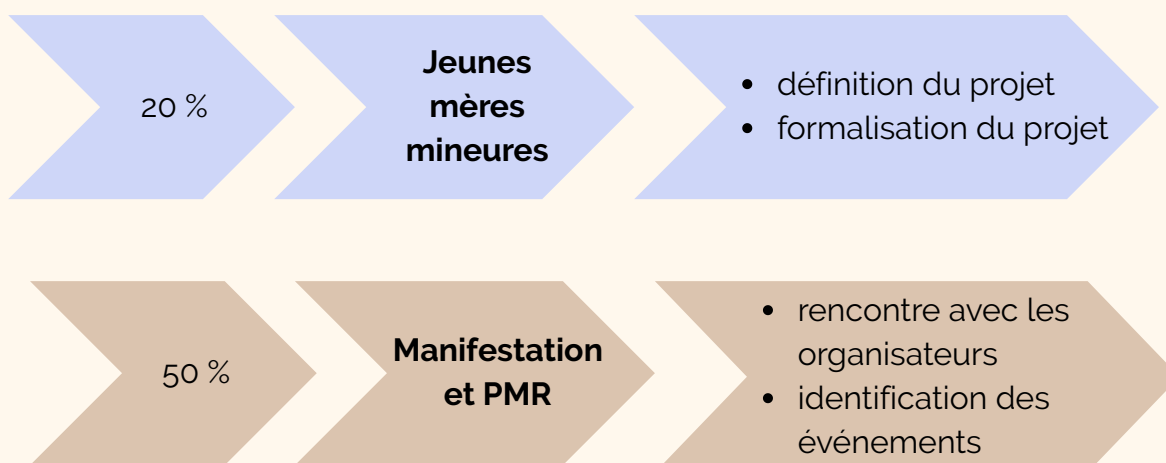 20 %
Jeunes
mères
mineures
• définition du projet
• formalisation du projet
50 %
Manifestation
et PMR
• rencontre avec les
organisateurs
• identification des
événements